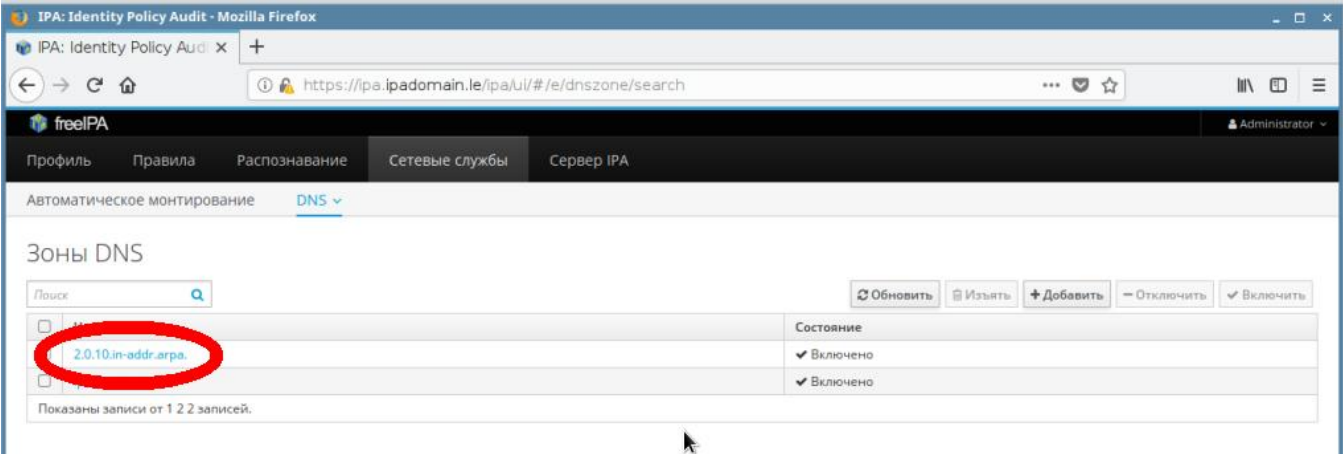 IPA: Identity Policy Audit - Mozilla Firefox
IPA: Identity Policy Audi
https://ipa.ipadomain.le/ipa/ui/#/e/dnszone/search
freeIPA
Administrator
Профиль Правила Распознавание Сетевые службы Сервер IPA
Автоматическое монтирование DNS
Зоны DNS
Поиск Обновить Изъять Добавить Отключить Включить
Состояние
2.0.10.in-addr.arpa. Включено
Включено
Показаны записи от 1 2 2 записей.